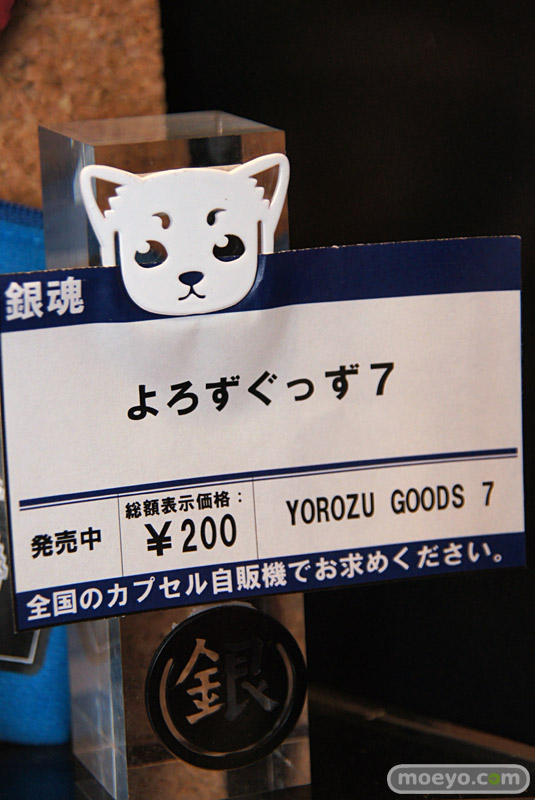 銀魂
よろずぐっず7
発売中
総額表示価格：
¥200
YOROZU GOODS 7
全国のカプセル自販機でお求めください。
銀
moeyo.com